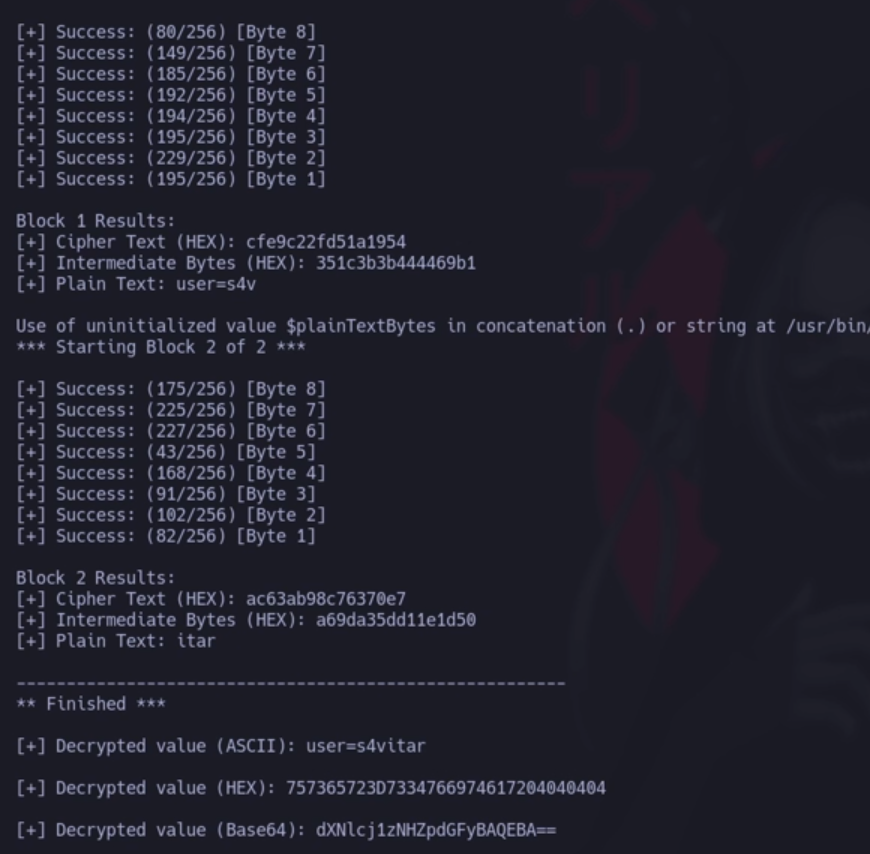 [+] Success: (80/256) [Byte 8]
[+] Success: (149/256) [Byte 7]
[+] Success: (185/256) [Byte 6]
[+] Success: (192/256) [Byte 5]
[+] Success: (194/256) [Byte 4]
[+] Success: (195/256) [Byte 3]
[+] Success: (229/256) [Byte 2]
[+] Success: (195/256) [Byte 1]
Block 1 Results:
[+] Cipher Text (HEX): cfe9c22fd51a1954
[+] Intermediate Bytes (HEX): 351c3b3b444469b1
[+] Plain Text: user=s4v
Use of uninitialized value $plainTextBytes in concatenation (.) or string at /usr/bin/
*** Starting Block 2 of 2 ***
[+] Success: (175/256) [Byte 8]
[+] Success: (225/256) [Byte 7]
[+] Success: (227/256) [Byte 6]
[+] Success: (43/256) [Byte 5]
[+] Success: (168/256) [Byte 4]
[+] Success: (91/256) [Byte 3]
[+] Success: (102/256) [Byte 2]
[+] Success: (82/256) [Byte 1]
Block 2 Results:
[+] Cipher Text (HEX): ac63ab98c76370e7
[+] Intermediate Bytes (HEX): a69da35dd11e1d50
[+] Plain Text: itar
-------------------------------------------------------
** Finished ***
[+] Decrypted value (ASCII): user=s4vitar
[+] Decrypted value (HEX): 757365723D7334766974617204040404
[+] Decrypted value (Base64): dXNlcj1zNHZpdGFyBAQEBA==